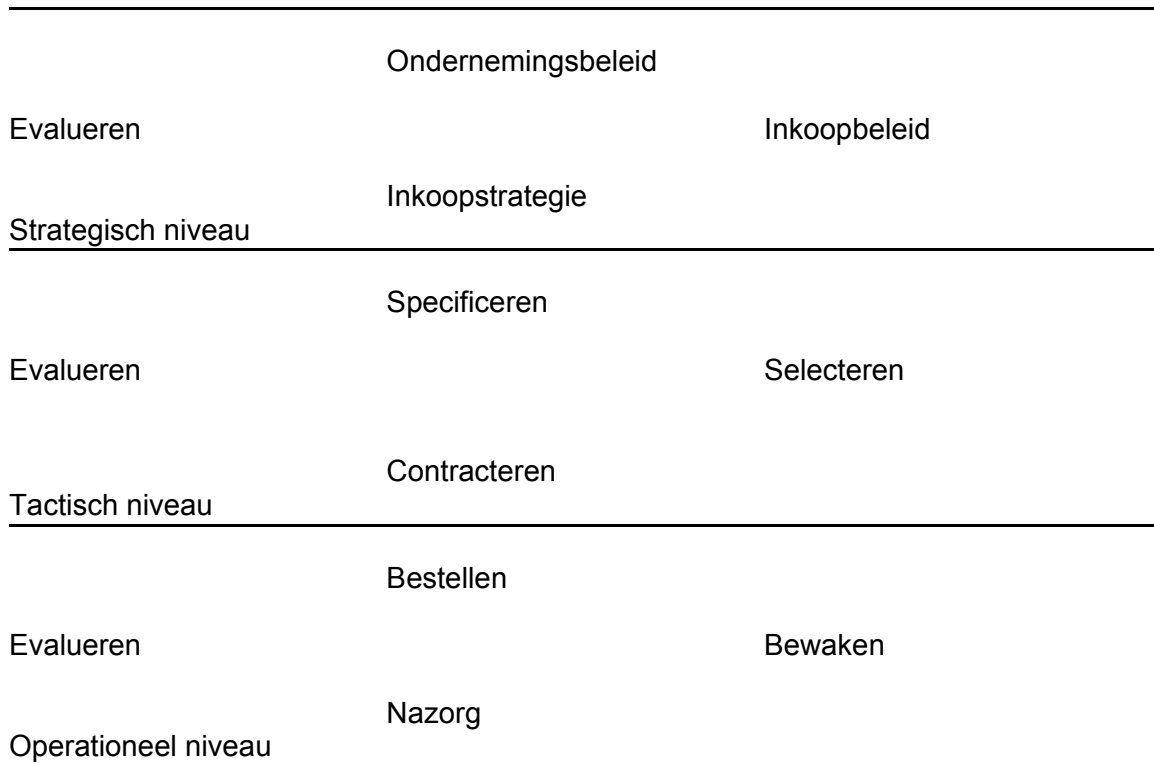 Ondernemingsbeleid
Evalueren Inkoopbeleid
Inkoopstrategie
Strategisch niveau
Specificeren
Evalueren Selecteren
Contracteren
Tactisch niveau
Bestellen
Evalueren Bewaken
Nazorg
Operationeel niveau